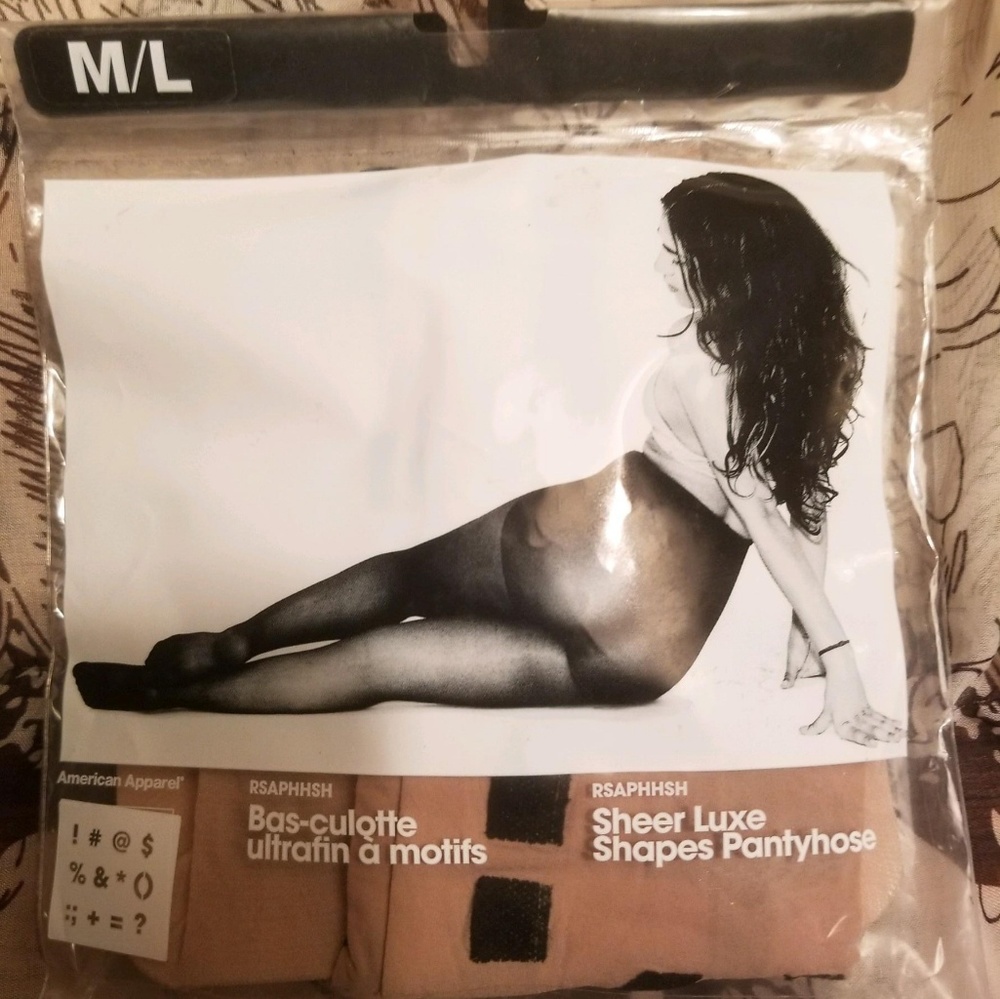 M/L
American Apparel®
! # @ $
% & * ()
:; + = ?
RSAPHHSH
Bas-culotte
ultrafin à motifs
RSAPHHSH
Sheer Luxe
Shapes Pantyhose